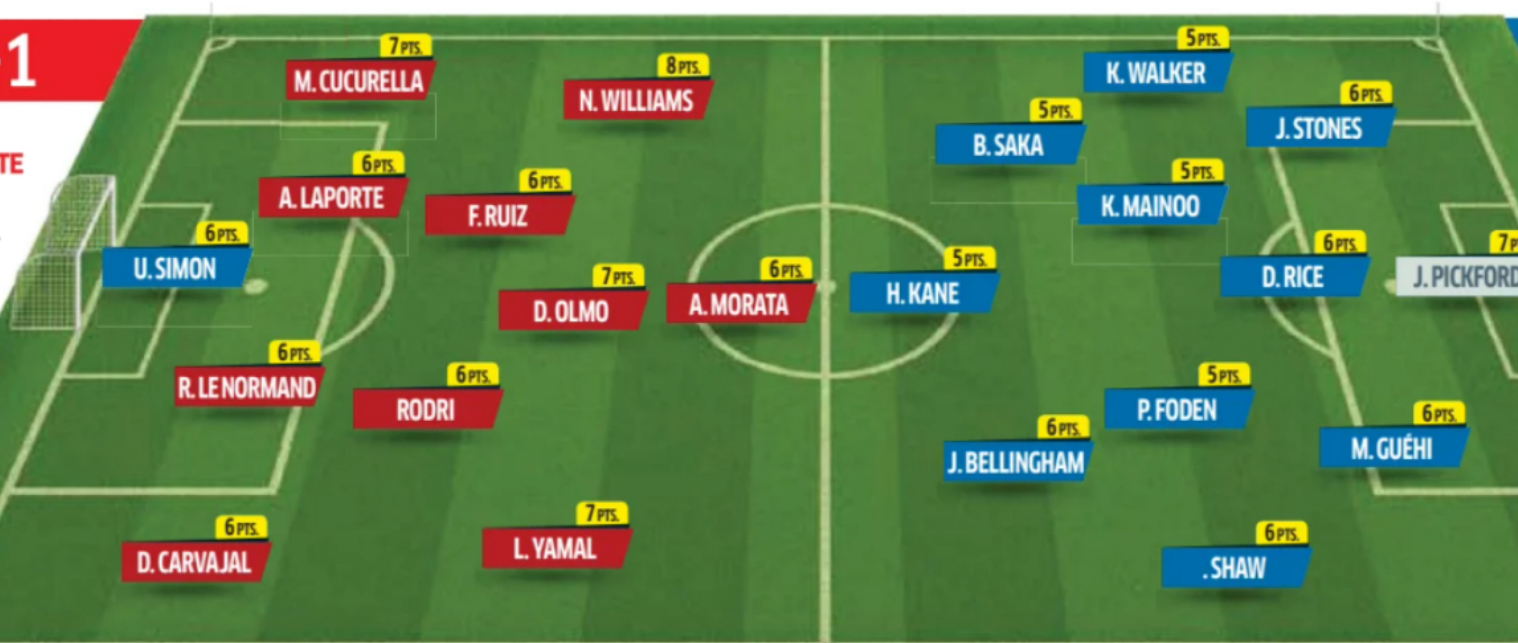 1
TE
7 PTS.
M. CUCURELLA
8 PTS.
N. WILLIAMS
6 PTS.
A. LAPORTE
6 PTS.
F. RUIZ
6 PTS.
U. SIMON
7 PTS.
D. OLMO
6 PTS.
A. MORATA
6 PTS.
R. LE NORMAND
6 PTS.
RODRI
6 PTS.
D. CARVAJAL
7 PTS.
L. YAMAL
5 PTS.
K. WALKER
6 PTS.
J. STONES
5 PTS.
B. SAKA
5 PTS.
K. MAINOO
5 PTS.
H. KANE
6 PTS.
D. RICE
7 P
J. PICKFORD
5 PTS.
P. FODEN
6 PTS.
J. BELLINGHAM
6 PTS.
M. GUÉHI
6 PTS.
. SHAW